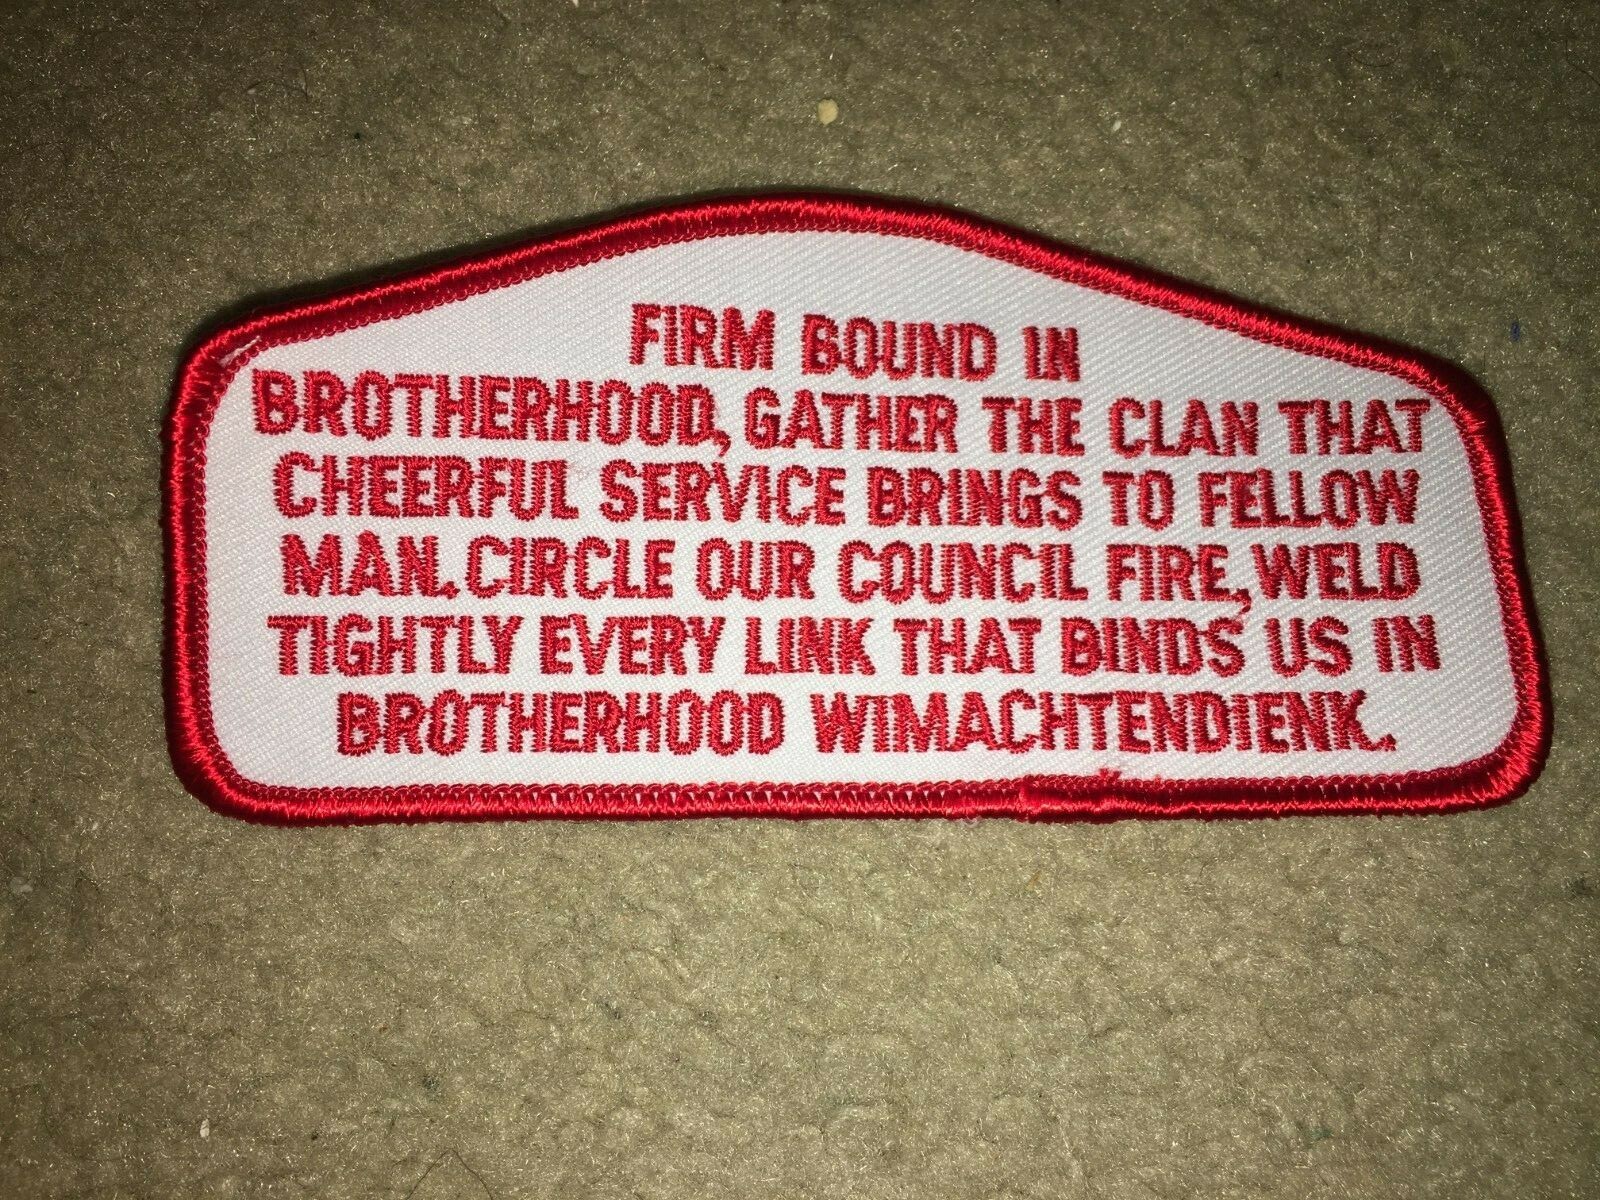 FIRM BOUND IN
BROTHERHOOD, GATHER THE CLAN THAT
CHEERFUL SERVICE BRINGS TO FELLOW
MAN. CIRCLE OUR COUNCIL FIRE, WELD
TIGHTLY EVERY LINK THAT BINDS US IN
BROTHERHOOD WIMACHTENDIENK.